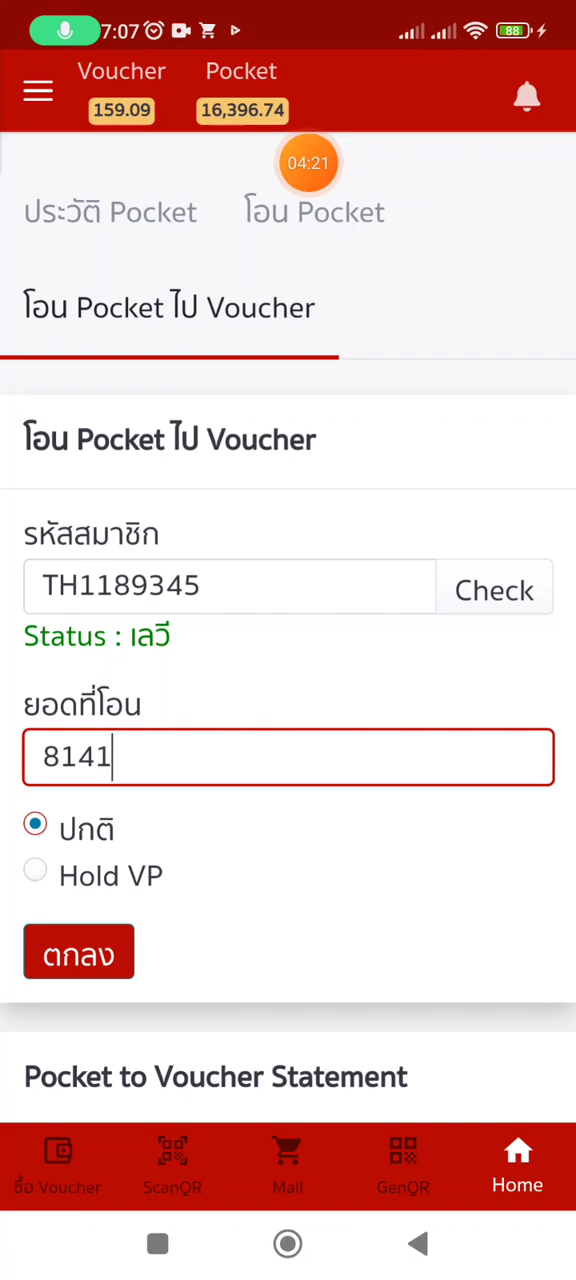 7:07
88
Voucher Pocket
159.09 16,396.74
04:21
ประวัติ Pocket โอน Pocket
โอน Pocket ไป Voucher
โอน Pocket ไป Voucher
รหัสสมาชิก
TH1189345 Check
Status : เลวี
ยอดที่โอน
8141
ปกติ
Hold VP
ตกลง
Pocket to Voucher Statement
ซื้อ Voucher ScanQR Mall GenQR Home